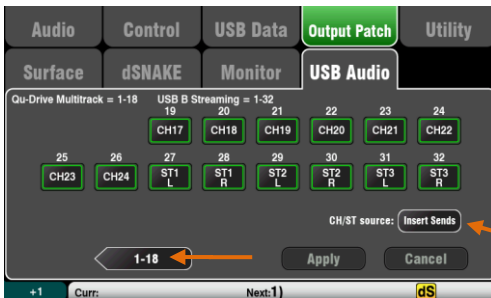 Audio Control USB Data Output Patch Utility
Surface dSNAKE Monitor USB Audio
Qu-Drive Multitrack = 1-18 USB B Streaming = 1-32
19 20 21 22 23 24
CH17 CH18 CH19 CH20 CH21 CH22
25 26 27 28 29 30 31 32
CH23 CH24 ST1 L ST1 R ST2 L ST2 R ST3 L ST3 R
CH/ST source: Insert Sends
1-18 Apply Cancel
+1 Curr: Next:1) dS